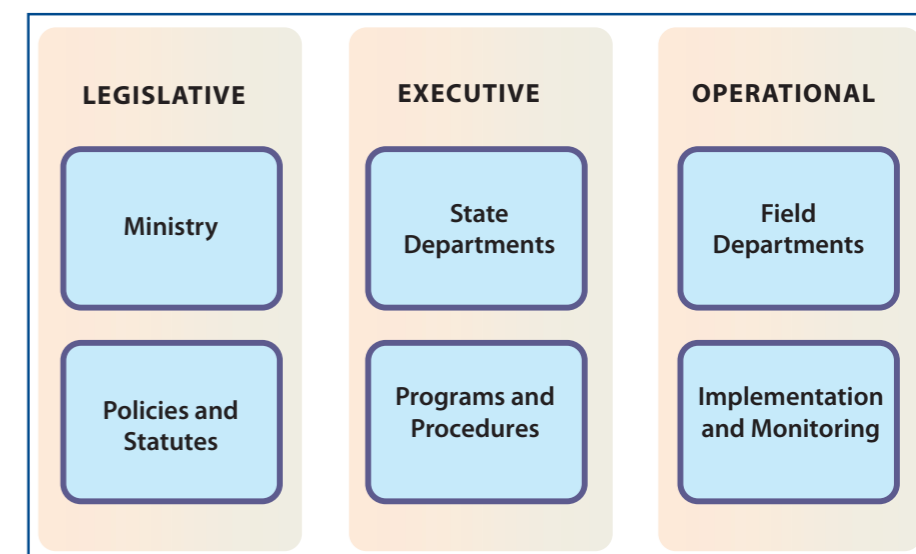 LEGISLATIVE
Ministry
Policies and
Statutes
EXECUTIVE
State
Departments
Programs and
Procedures
OPERATIONAL
Field
Departments
Implementation
and Monitoring